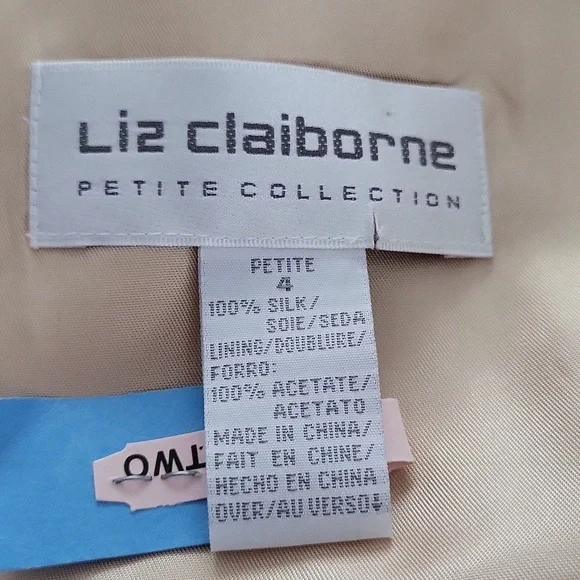 Liz claiborne
PETITE COLLECTION
PETITE
4
100% SILK/
SOIE/SEDA
LINING/DOUBLURE/
FORRO:
100% ACETATE/
ACETATO
MADE IN CHINA/
FAIT EN CHINE/
HECHO EN CHINA
OVER/AU VERSO↓
TWO